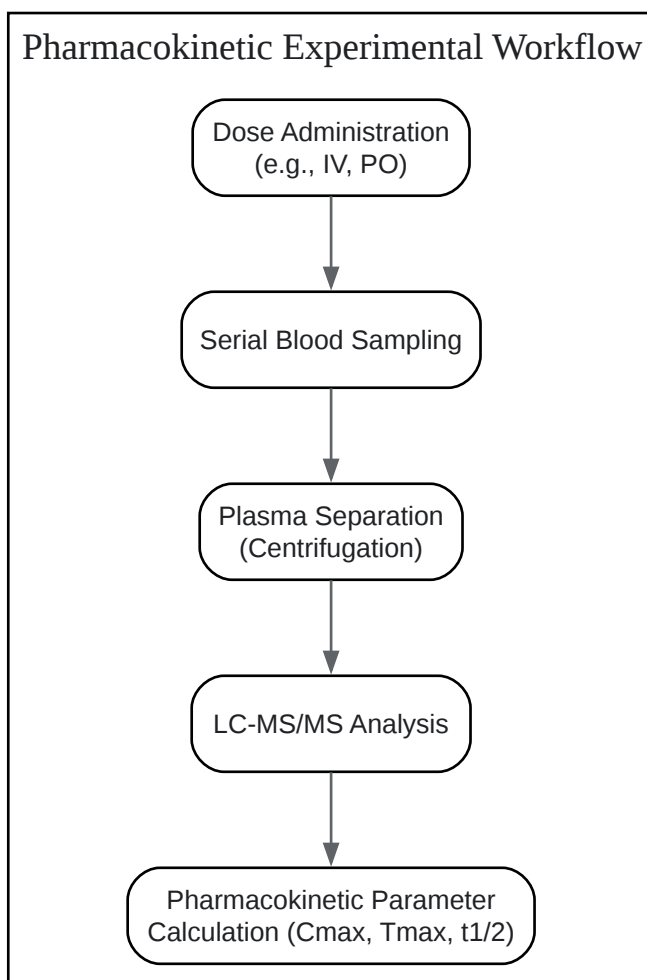 Pharmacokinetic Experimental Workflow
Dose Administration
(e.g., IV, PO)
Serial Blood Sampling
Plasma Separation
(Centrifugation)
LC-MS/MS Analysis
Pharmacokinetic Parameter
Calculation (Cmax, Tmax, t1/2)